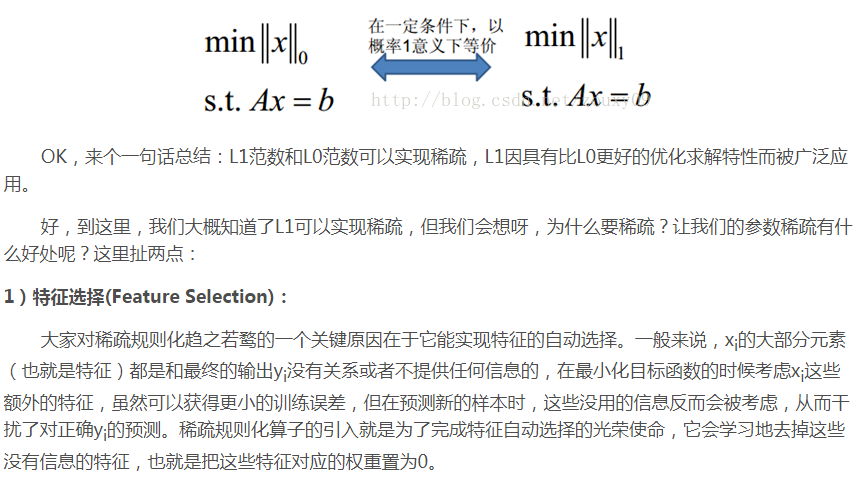 min‖x‖₀
s.t. Ax = b
在一定条件下，以
概率1意义下等价
min‖x‖₁
s.t. Ax = b
http://blog.csdn.net/zouxy09
OK，来个一句话总结：L1范数和L0范数可以实现稀疏，L1因具有比L0更好的优化求解特性而被广泛应
用。
好，到这里，我们大概知道了L1可以实现稀疏，但我们会想呀，为什么要稀疏？让我们的参数稀疏有什
么好处呢？这里扯两点：
1）特征选择(Feature Selection)：
大家对稀疏规则化趋之若鹜的一个关键原因在于它能实现特征的自动选择。一般来说，xᵢ的大部分元素
（也就是特征）都是和最终的输出yᵢ没有关系或者不提供任何信息的，在最小化目标函数的时候考虑xᵢ这些
额外的特征，虽然可以获得更小的训练误差，但在预测新的样本时，这些没用的信息反而会被考虑，从而干
扰了对正确yᵢ的预测。稀疏规则化算子的引入就是为了完成特征自动选择的光荣使命，它会学习地去掉这些
没有信息的特征，也就是把这些特征对应的权重置为0。